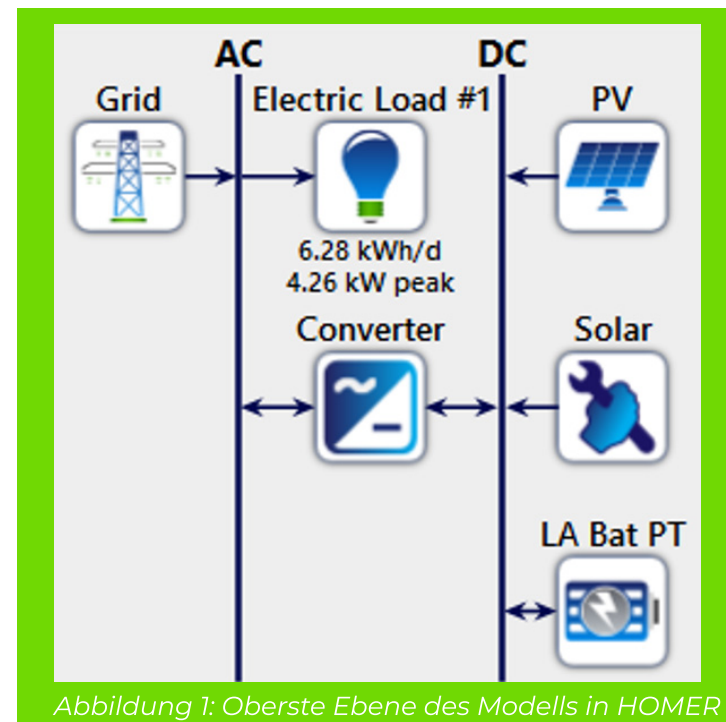 AC DC
Grid Electric Load #1 PV
6.28 kWh/d
4.26 kW peak
Converter Solar
LA Bat PT
Abbildung 1: Oberste Ebene des Modells in HOMER